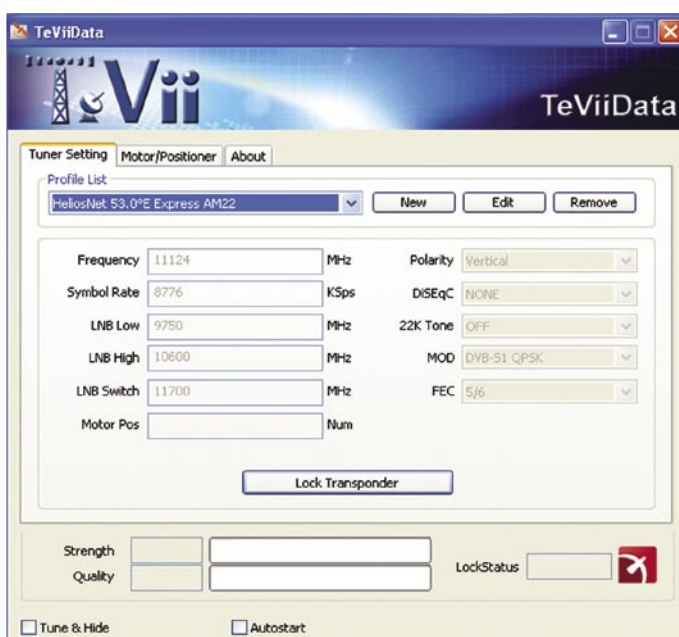 TeViiData
TeVii
TeViiData
Tuner Setting Motor/Positioner About
Profile List
HeliosNet 53.0°E Express AM22 New Edit Remove
Frequency 11124 MHz Polarity Vertical
Symbol Rate 8776 KSps DiSEqC NONE
LNB Low 9750 MHz 22K Tone OFF
LNB High 10600 MHz MOD DVB-S1 QPSK
LNB Switch 11700 MHz FEC 5/6
Motor Pos Num
Lock Transponder
Strength
Quality
LockStatus
Tune & Hide Autostart